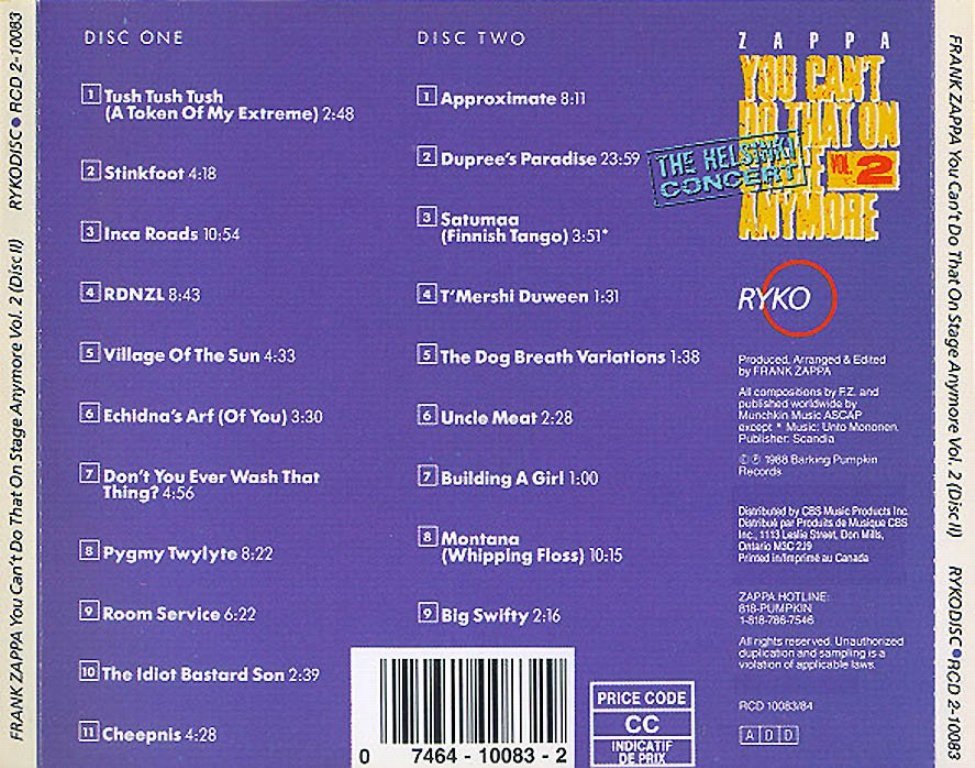 FRANK ZAPPA You Can't Do That On Stage Anymore Vol. 2 (Disc II) RYKODISC • RCD 2-10083
DISC ONE
1 Tush Tush Tush
(A Token Of My Extreme) 2:48
2 Stinkfoot 4:18
3 Inca Roads 10:54
4 RDNZL 8:43
5 Village Of The Sun 4:33
6 Echidna's Arf (Of You) 3:30
7 Don't You Ever Wash That
Thing? 4:56
8 Pygmy Twylyte 8:22
9 Room Service 6:22
10 The Idiot Bastard Son 2:39
11 Cheepnis 4:28
DISC TWO
1 Approximate 8:11
2 Dupree's Paradise 23:59
3 Satumaa
(Finnish Tango) 3:51*
4 T'Mershi Duween 1:31
5 The Dog Breath Variations 1:38
6 Uncle Meat 2:28
7 Building A Girl 1:00
8 Montana
(Whipping Floss) 10:15
9 Big Swifty 2:16
0 7464-10083-2
PRICE CODE
CC
INDICATIF
DE PRIX
ZAPPA
YOU CAN'T
DO THAT ON
VOL. 2
ANYMORE
THE HELSINKI
CONCERT
RYKO
Produced, Arranged & Edited
by FRANK ZAPPA
All compositions by F.Z. and
published worldwide by
Munchkin Music ASCAP
except * Music: Unto Mononen.
Publisher: Scandia
© ℗ 1988 Barking Pumpkin
Records
Distributed by CBS Music Products Inc.
Distribué par Produits de Musique CBS
Inc., 1113 Leslie Street, Don Mills,
Ontario M3C 2J9
Printed in/Imprimé au Canada
ZAPPA HOTLINE:
818-PUMPKIN
1-818-786-7546
All rights reserved. Unauthorized
duplication and sampling is a
violation of applicable laws.
RCD 10083/84
ADD
FRANK ZAPPA You Can't Do That On Stage Anymore Vol. 2 (Disc II) RYKODISC • RCD 2-10083